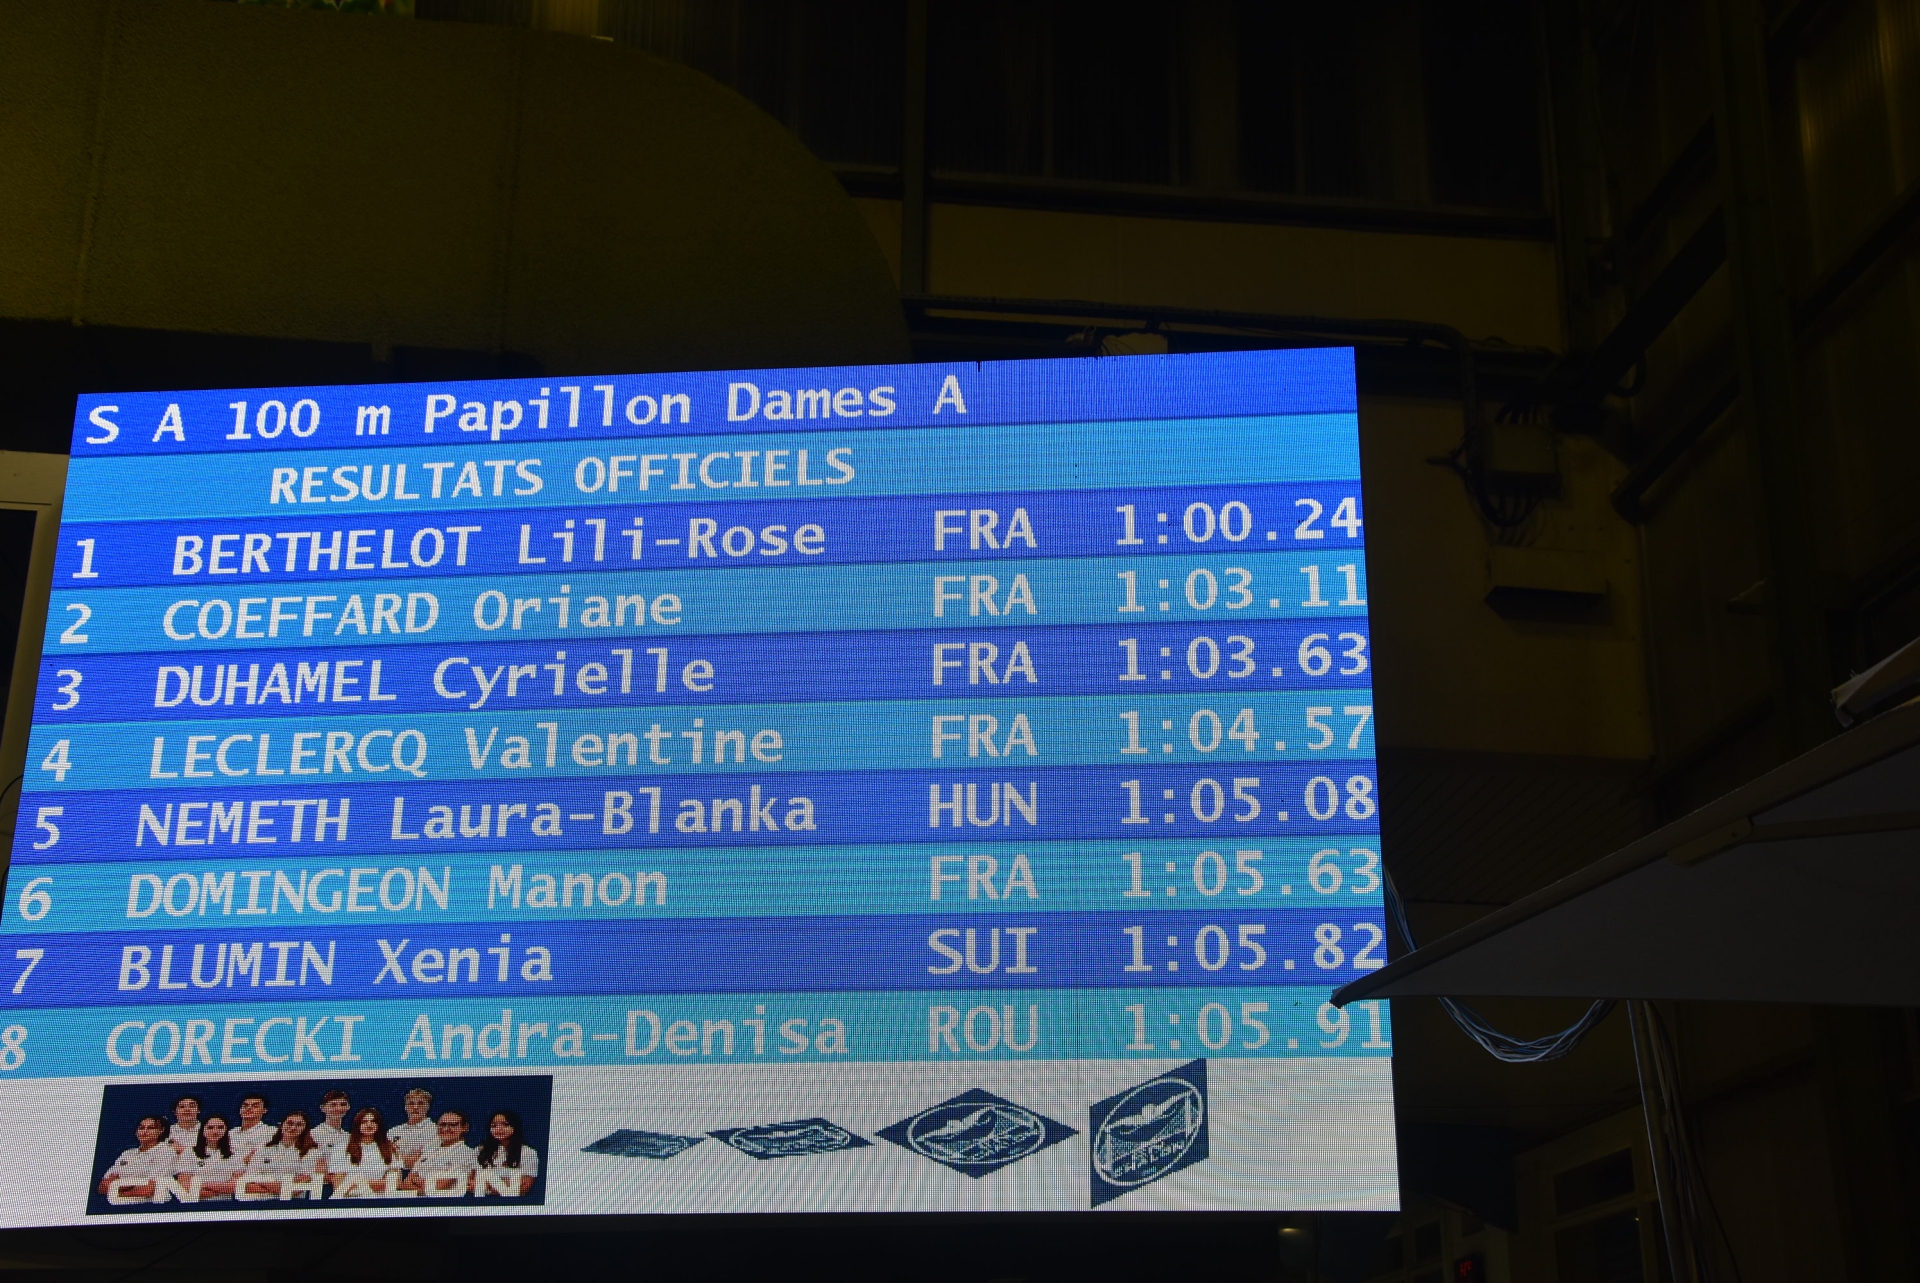 S A 100 m Papillon Dames A
RESULTATS OFFICIELS
1 BERTHELOT Lili-Rose FRA 1:00.24
2 COEFFARD Oriane FRA 1:03.11
3 DUHAMEL Cyrielle FRA 1:03.63
4 LECLERCQ Valentine FRA 1:04.57
5 NEMETH Laura-Blanka HUN 1:05.08
6 DOMINGEON Manon FRA 1:05.63
7 BLUMIN Xenia SUI 1:05.82
8 GORECKI Andra-Denisa ROU 1:05.91
CN CHALON